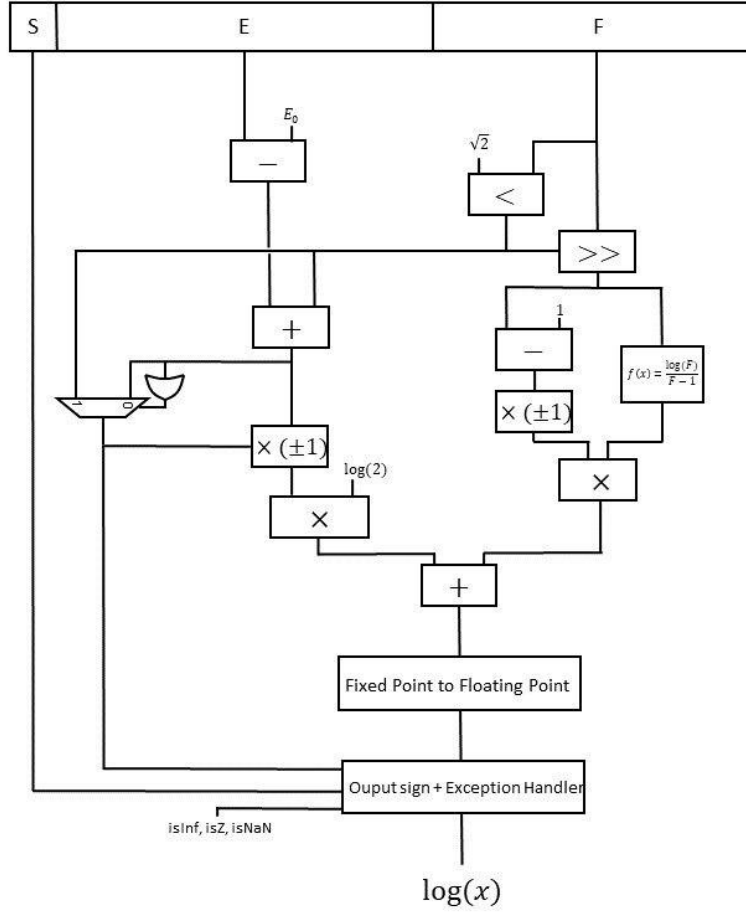 S E F
E₀
√2
−
<
>>
1
+
−
f(x) = log(F)/F − 1
1 0
× (±1)
× (±1)
log(2)
×
×
+
Fixed Point to Floating Point
Ouput sign + Exception Handler
isInf, isZ, isNaN
log(x)